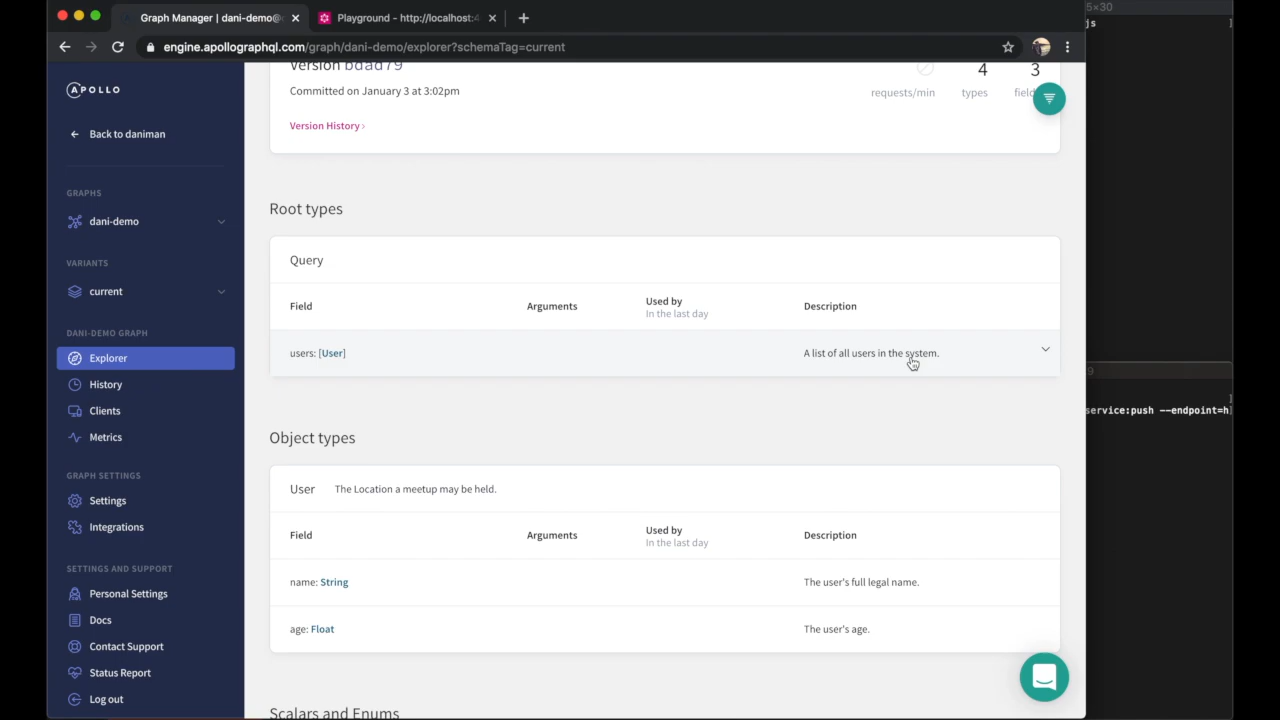 Graph Manager | dani-demo@
Playground - http://localhost:4
engine.apollographql.com/graph/dani-demo/explorer?schemaTag=current
APOLLO
Back to daniman
GRAPHS
dani-demo
VARIANTS
current
DANI-DEMO GRAPH
Explorer
History
Clients
Metrics
GRAPH SETTINGS
Settings
Integrations
SETTINGS AND SUPPORT
Personal Settings
Docs
Contact Support
Status Report
Log out
Version bdad79
Committed on January 3 at 3:02pm
Version History ›
4 3
requests/min types field
Root types
Query
Field Arguments Used by Description
In the last day
users: [User] A list of all users in the system.
Object types
User The Location a meetup may be held.
Field Arguments Used by Description
In the last day
name: String The user's full legal name.
age: Float The user's age.
Scalars and Enums
5×30
js ]
9
]
service:push --endpoint=h]